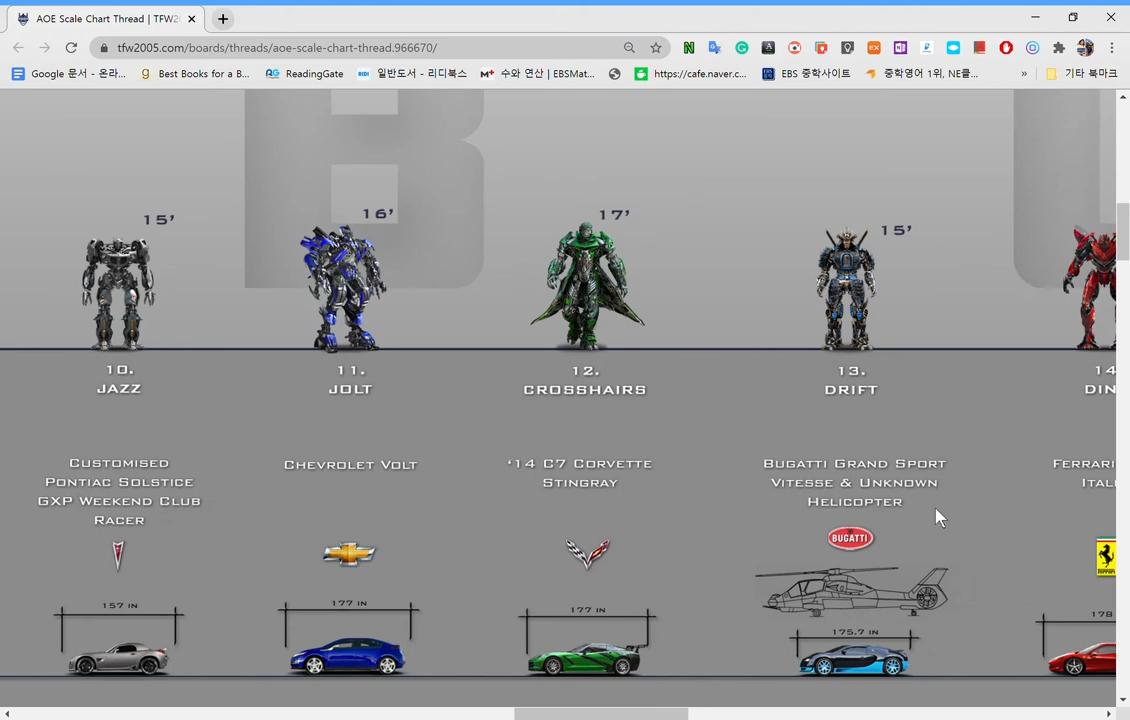 AOE Scale Chart Thread | TFW2
tfw2005.com/boards/threads/aoe-scale-chart-thread.966670/
Google 문서 - 온라...
Best Books for a B...
ReadingGate
일반도서 - 리디북스
수와 연산 | EBSMat...
https://cafe.naver.c...
EBS 중학사이트
중학영어 1위, NE클...
»
기타 북마크
15’
16’
17’
15’
10.
JAZZ
11.
JOLT
12.
CROSSHAIRS
13.
DRIFT
14
DIN
Customised
Pontiac Solstice
GXP Weekend Club
Racer
Chevrolet Volt
‘14 C7 Corvette
Stingray
Bugatti Grand Sport
Vitesse & Unknown
Helicopter
Ferrari
Ital
BUGATTI
157 IN
177 IN
177 IN
175.7 IN
178